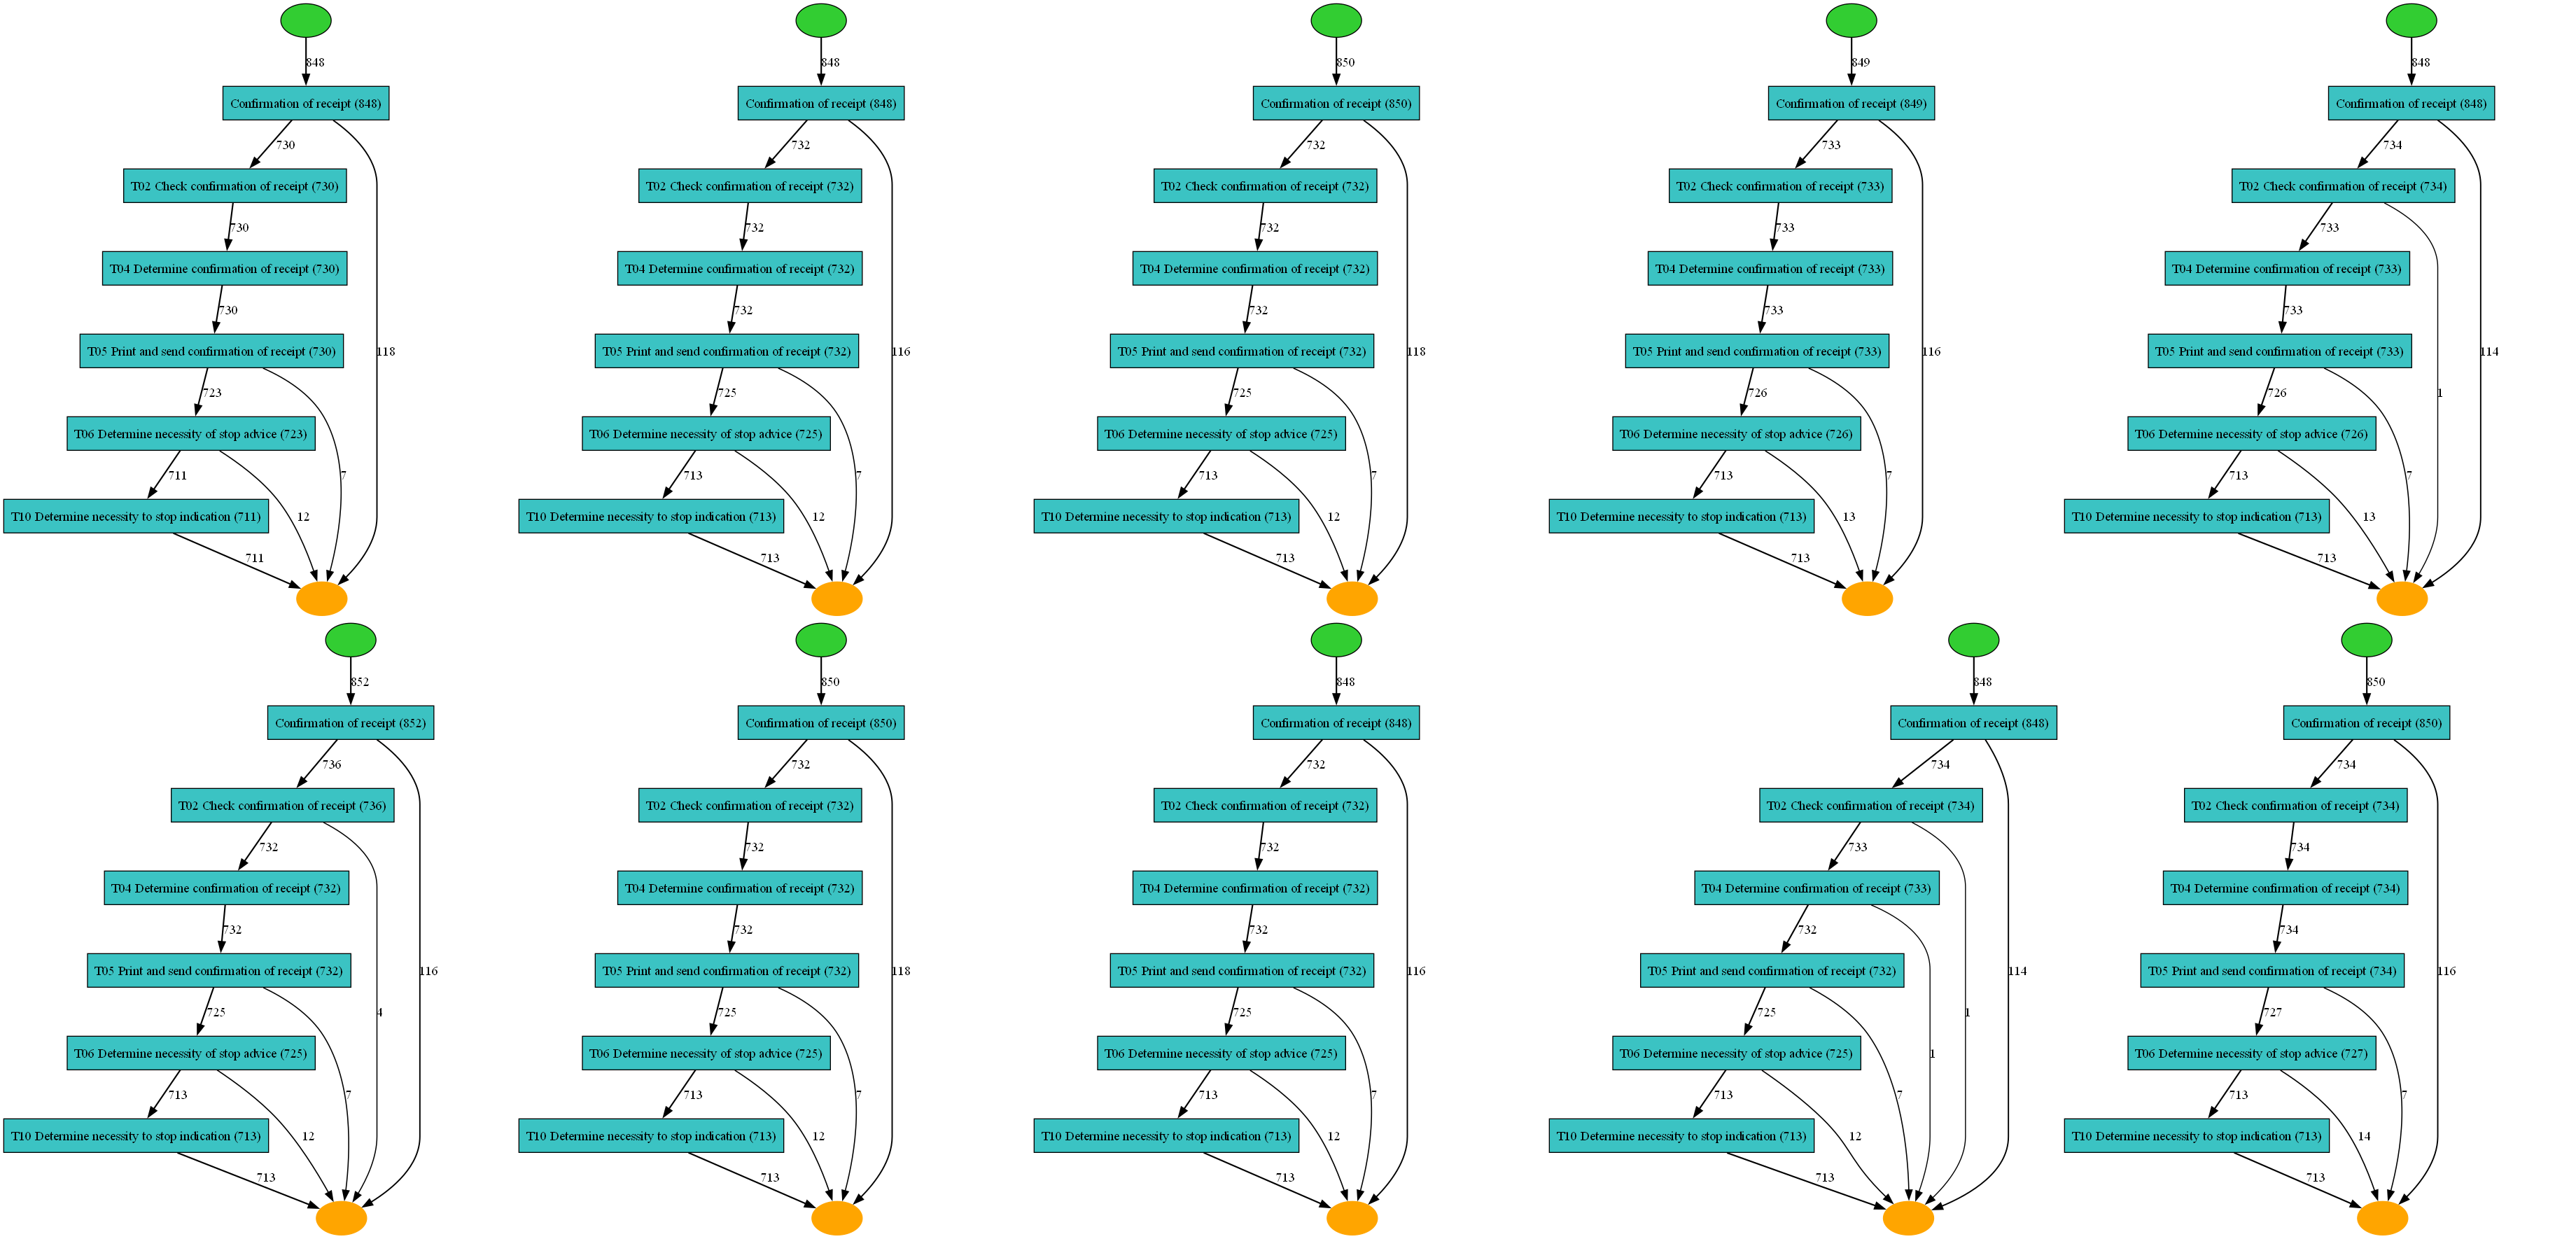 848
Confirmation of receipt (848)
730
T02 Check confirmation of receipt (730)
730
T04 Determine confirmation of receipt (730)
730
T05 Print and send confirmation of receipt (730)
118
723
T06 Determine necessity of stop advice (723)
7
711
T10 Determine necessity to stop indication (711)
12
711
848
Confirmation of receipt (848)
732
T02 Check confirmation of receipt (732)
732
T04 Determine confirmation of receipt (732)
732
T05 Print and send confirmation of receipt (732)
116
725
T06 Determine necessity of stop advice (725)
7
713
T10 Determine necessity to stop indication (713)
12
713
850
Confirmation of receipt (850)
732
T02 Check confirmation of receipt (732)
732
T04 Determine confirmation of receipt (732)
732
T05 Print and send confirmation of receipt (732)
118
725
T06 Determine necessity of stop advice (725)
7
713
T10 Determine necessity to stop indication (713)
12
713
849
Confirmation of receipt (849)
733
T02 Check confirmation of receipt (733)
733
T04 Determine confirmation of receipt (733)
733
T05 Print and send confirmation of receipt (733)
116
726
T06 Determine necessity of stop advice (726)
7
713
T10 Determine necessity to stop indication (713)
13
713
848
Confirmation of receipt (848)
734
T02 Check confirmation of receipt (734)
733
T04 Determine confirmation of receipt (733)
733
T05 Print and send confirmation of receipt (733)
114
726
1
T06 Determine necessity of stop advice (726)
7
713
T10 Determine necessity to stop indication (713)
13
713
852
Confirmation of receipt (852)
736
T02 Check confirmation of receipt (736)
732
T04 Determine confirmation of receipt (732)
732
T05 Print and send confirmation of receipt (732)
116
725
4
T06 Determine necessity of stop advice (725)
7
713
T10 Determine necessity to stop indication (713)
12
713
850
Confirmation of receipt (850)
732
T02 Check confirmation of receipt (732)
732
T04 Determine confirmation of receipt (732)
732
T05 Print and send confirmation of receipt (732)
118
725
T06 Determine necessity of stop advice (725)
7
713
T10 Determine necessity to stop indication (713)
12
713
848
Confirmation of receipt (848)
732
T02 Check confirmation of receipt (732)
732
T04 Determine confirmation of receipt (732)
732
T05 Print and send confirmation of receipt (732)
116
725
T06 Determine necessity of stop advice (725)
7
713
T10 Determine necessity to stop indication (713)
12
713
848
Confirmation of receipt (848)
734
T02 Check confirmation of receipt (734)
733
T04 Determine confirmation of receipt (733)
732
T05 Print and send confirmation of receipt (732)
114
725
1
T06 Determine necessity of stop advice (725)
1
7
713
T10 Determine necessity to stop indication (713)
12
713
850
Confirmation of receipt (850)
734
T02 Check confirmation of receipt (734)
734
T04 Determine confirmation of receipt (734)
734
T05 Print and send confirmation of receipt (734)
116
727
T06 Determine necessity of stop advice (727)
7
713
T10 Determine necessity to stop indication (713)
14
713